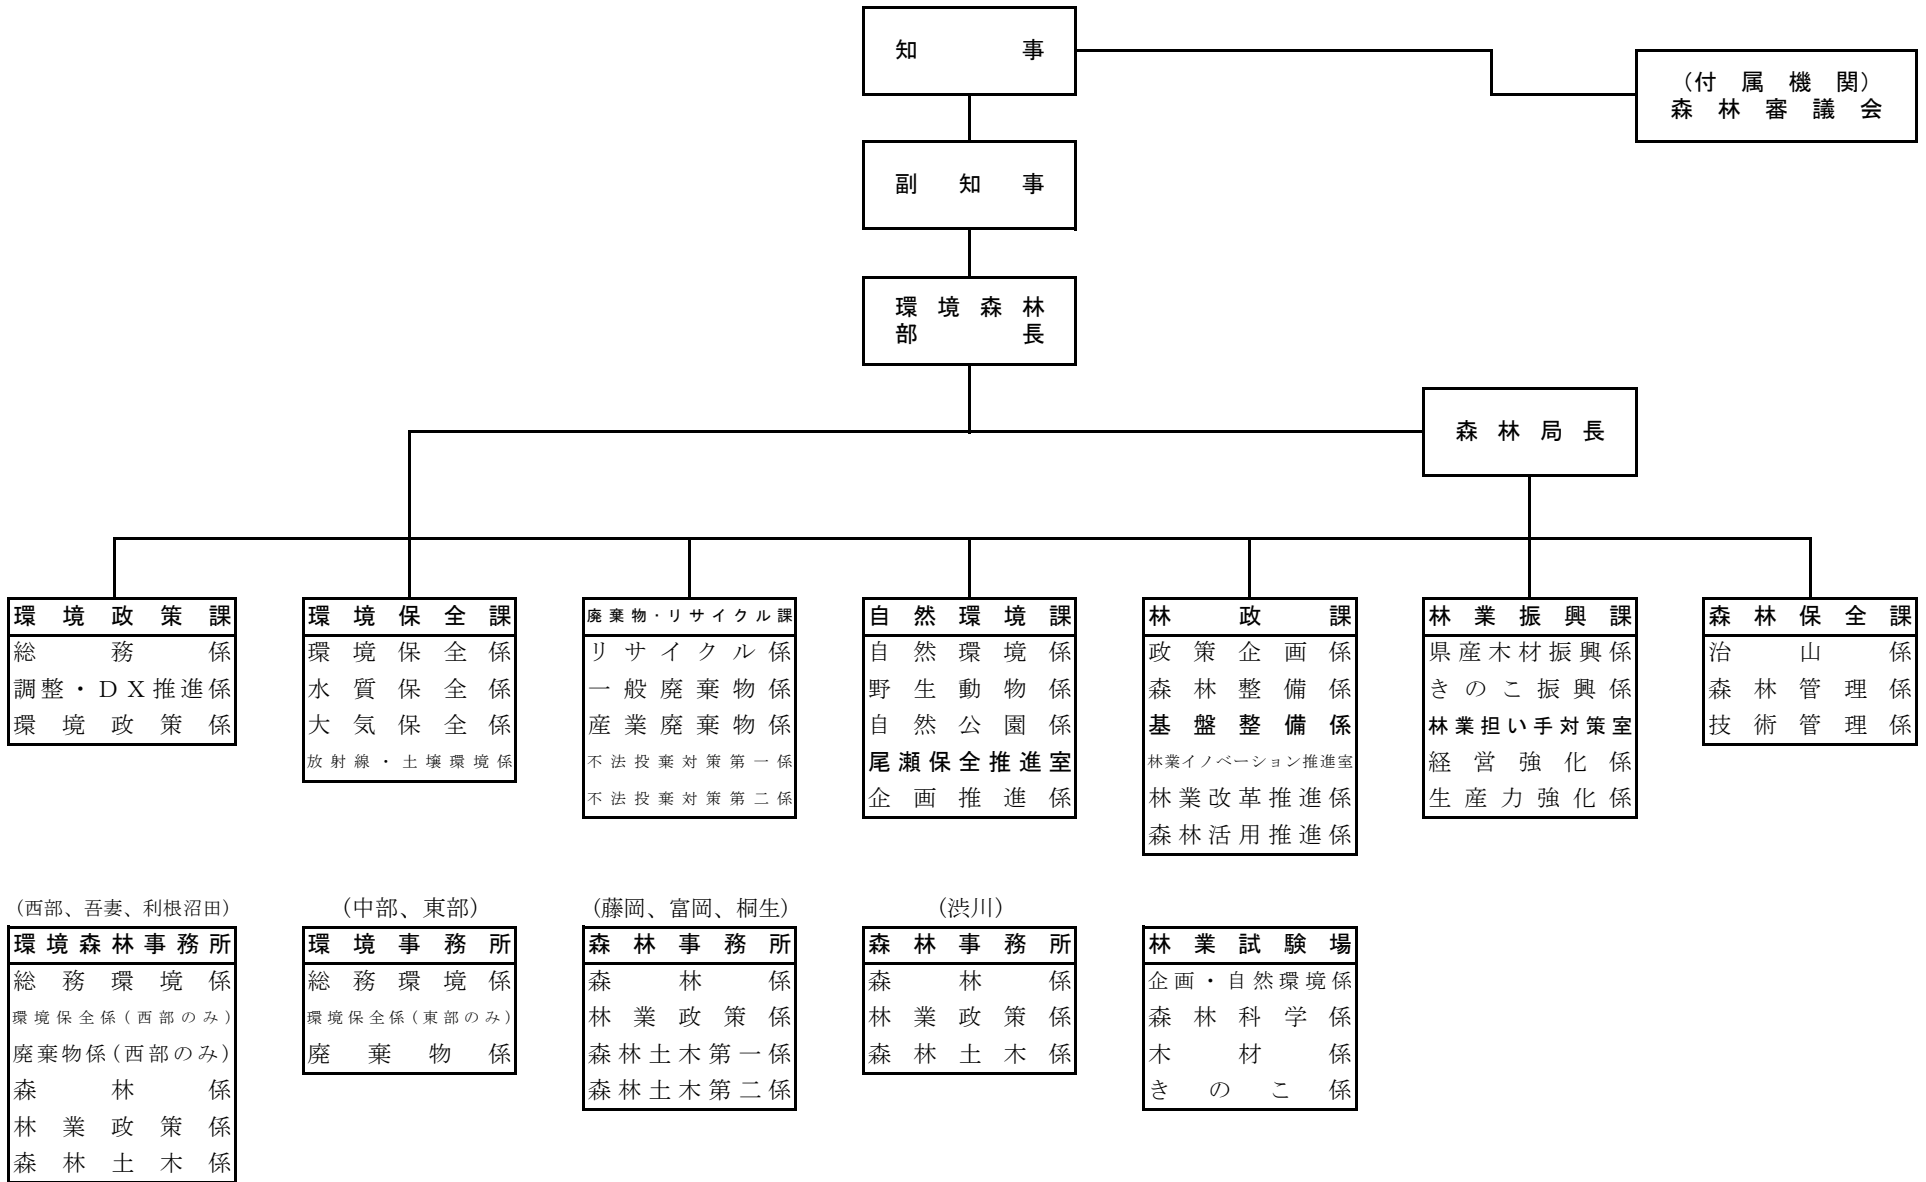 知事
(付属機関)
森林審議会
副知事
環境森林
部長
森林局長
環境政策課
総務係
調整・DX推進係
環境政策係
環境保全課
環境保全係
水質保全係
大気保全係
放射線・土壌環境係
廃棄物・リサイクル課
リサイクル係
一般廃棄物係
産業廃棄物係
不法投棄対策第一係
不法投棄対策第二係
自然環境課
自然環境係
野生動物係
自然公園係
尾瀬保全推進室
企画推進係
林政課
政策企画係
森林整備係
基盤整備係
林業イノベーション推進室
林業改革推進係
森林活用推進係
林業振興課
県産木材振興係
きのこ振興係
林業担い手対策室
経営強化係
生産力強化係
森林保全課
治山係
森林管理係
技術管理係
(西部、吾妻、利根沼田)
環境森林事務所
総務環境係
環境保全係(西部のみ)
廃棄物係(西部のみ)
森林係
林業政策係
森林土木係
(中部、東部)
環境事務所
総務環境係
環境保全係(東部のみ)
廃棄物係
(藤岡、富岡、桐生)
森林事務所
森林係
林業政策係
森林土木第一係
森林土木第二係
(渋川)
森林事務所
森林係
林業政策係
森林土木係
林業試験場
企画・自然環境係
森林科学係
木材係
きのこ係